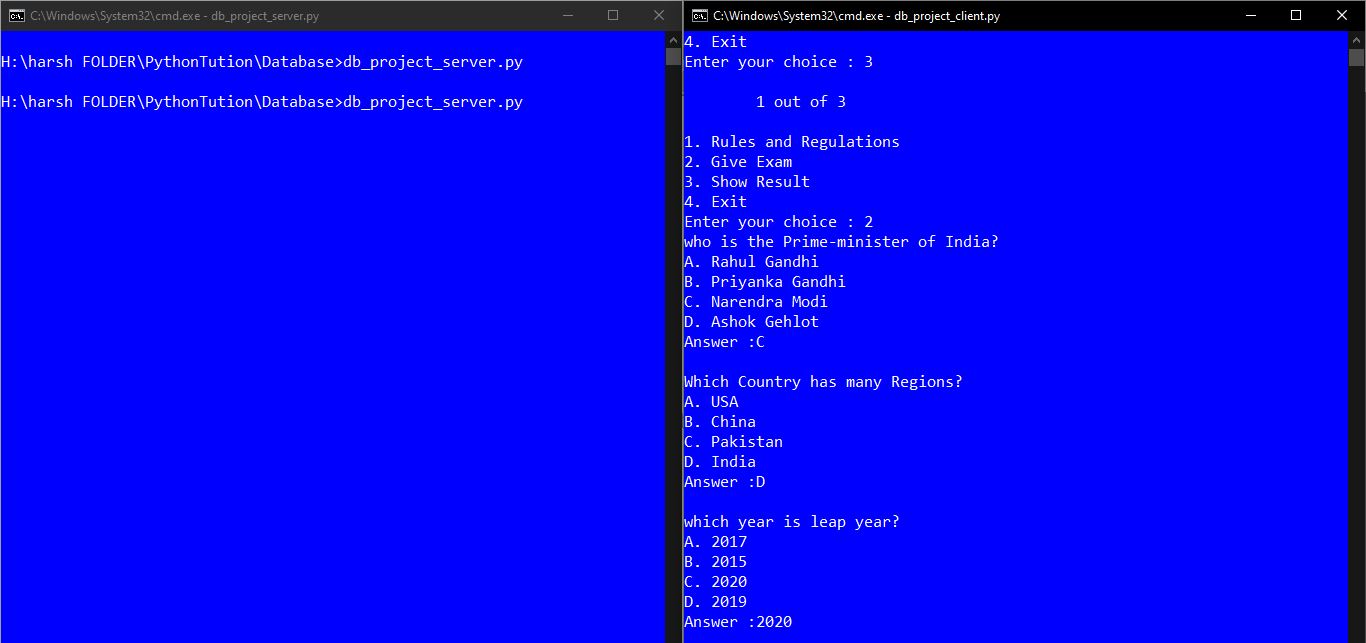 C:\Windows\System32\cmd.exe - db_project_server.py
H:\harsh FOLDER\PythonTution\Database>db_project_server.py
H:\harsh FOLDER\PythonTution\Database>db_project_server.py
C:\Windows\System32\cmd.exe - db_project_client.py
4. Exit
Enter your choice : 3
1 out of 3
1. Rules and Regulations
2. Give Exam
3. Show Result
4. Exit
Enter your choice : 2
who is the Prime-minister of India?
A. Rahul Gandhi
B. Priyanka Gandhi
C. Narendra Modi
D. Ashok Gehlot
Answer :C
Which Country has many Regions?
A. USA
B. China
C. Pakistan
D. India
Answer :D
which year is leap year?
A. 2017
B. 2015
C. 2020
D. 2019
Answer :2020